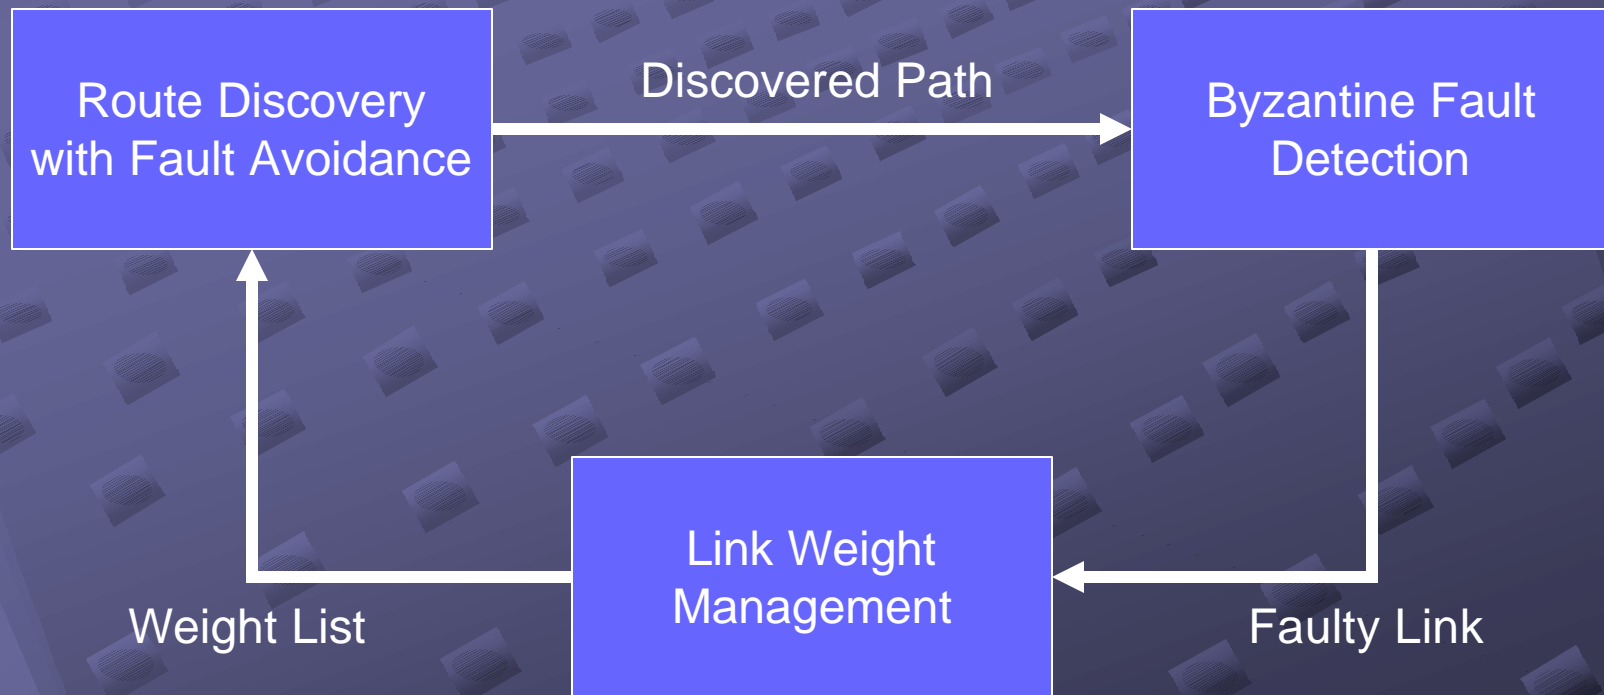 Route Discovery
with Fault Avoidance
Discovered Path
Byzantine Fault
Detection
Link Weight
Management
Weight List
Faulty Link